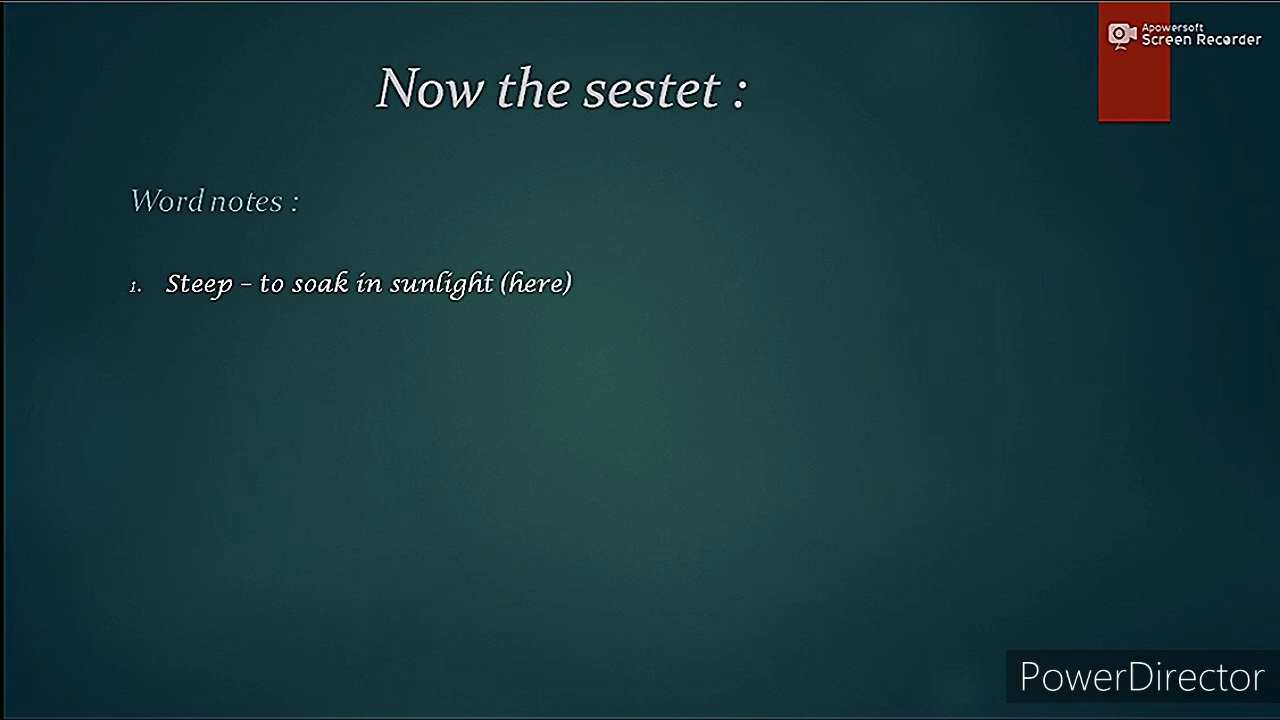 Apowersoft
Screen Recorder
Now the sestet :
Word notes :
1. Steep – to soak in sunlight (here)
PowerDirector